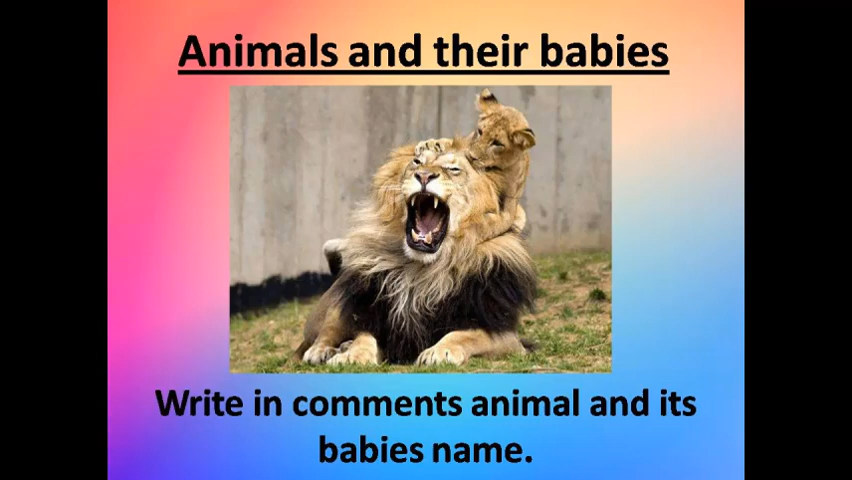 Animals and their babies
Write in comments animal and its
babies name.